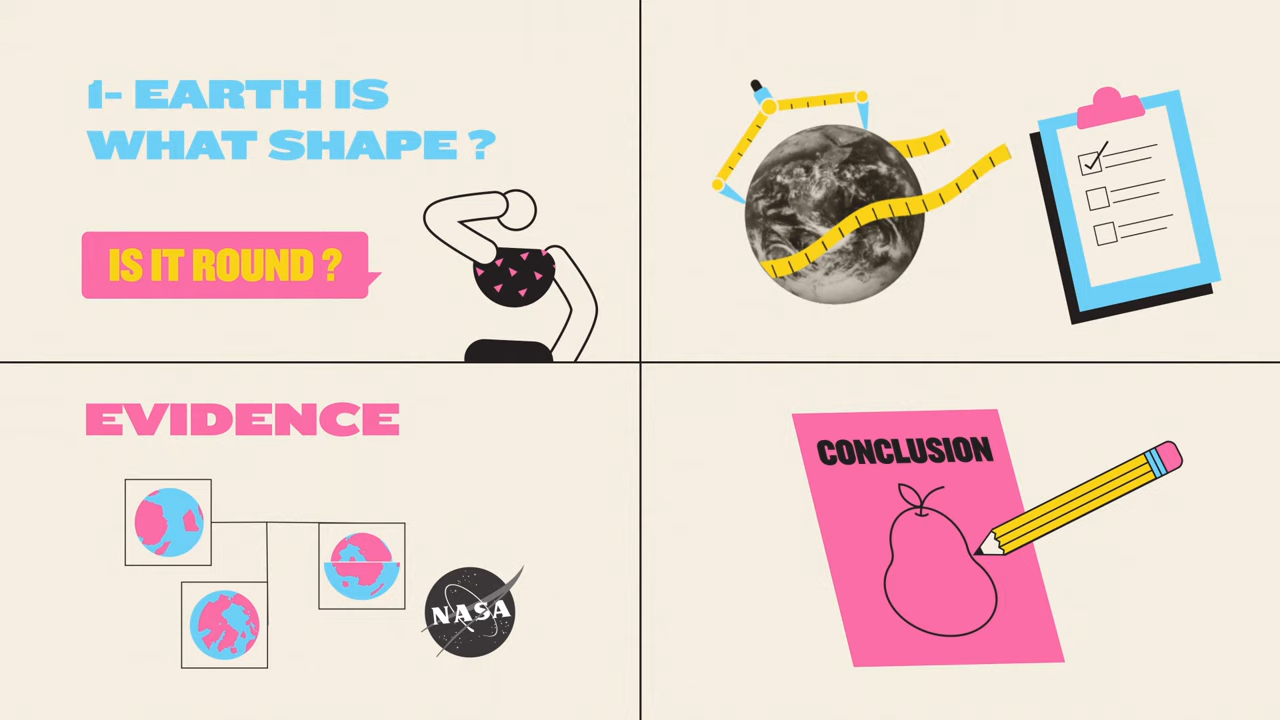 1- EARTH IS
WHAT SHAPE ?
IS IT ROUND ?
EVIDENCE
NASA
CONCLUSION